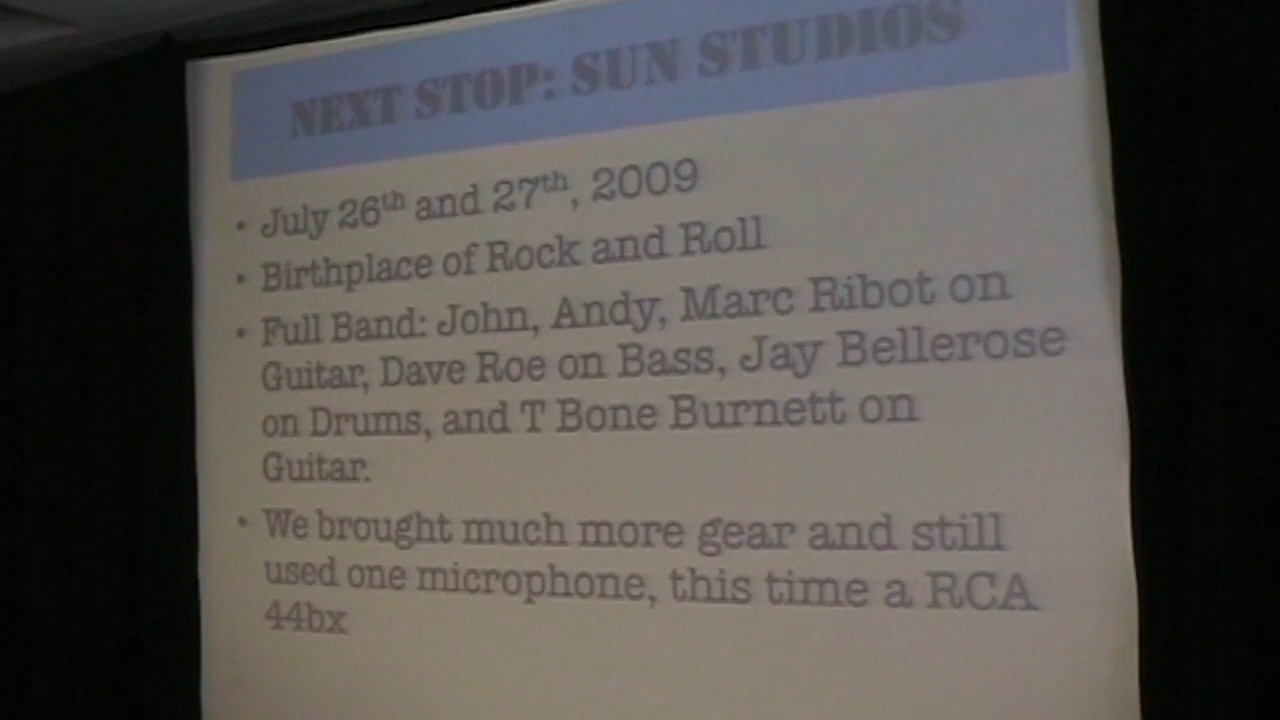 NEXT STOP: SUN STUDIOS
• July 26th and 27th, 2009
• Birthplace of Rock and Roll
• Full Band: John, Andy, Marc Ribot on
Guitar, Dave Roe on Bass, Jay Bellerose
on Drums, and T Bone Burnett on
Guitar.
• We brought much more gear and still
used one microphone, this time a RCA
44bx